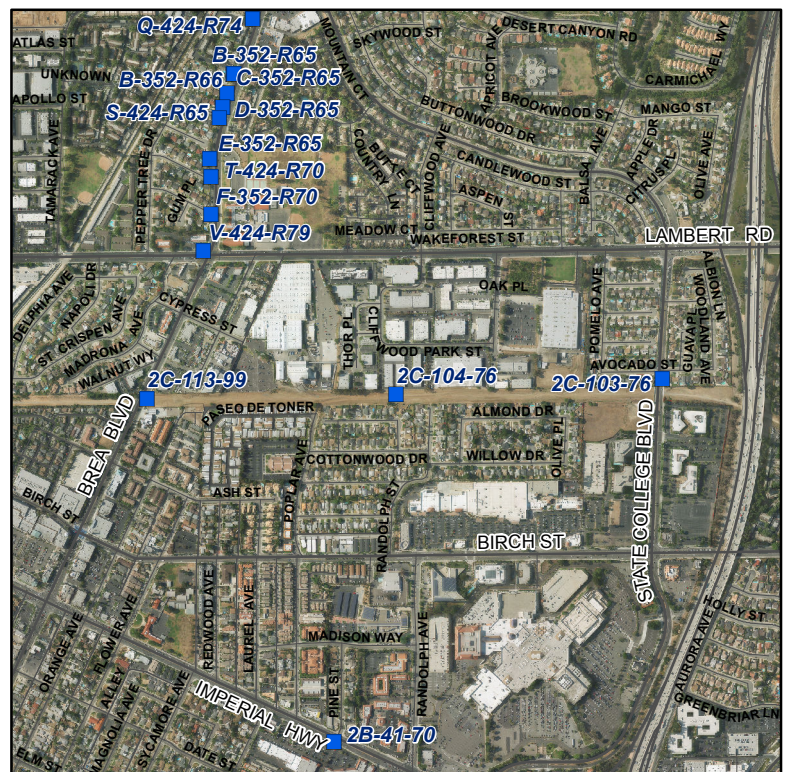 Q-424-R74
DESERT CANYON RD
SKYWOOD ST
ATLAS ST
MOUNTAIN CT
APRICOT AVE
CARMICHAEL WY
B-352-R65
UNKNOWN
B-352-R66
C-352-R65
APOLLO ST
S-424-R65
D-352-R65
BUTTONWOOD DR
BROOKWOOD ST
MANGO ST
TAMARACK AVE
PEPPER TREE DR
E-352-R65
BUTTE CT
COUNTRY LN
CLIFFWOOD AVE
CANDLEWOOD ST
BALSA AVE
APPLE DR
CITRUS PL
OLIVE AVE
T-424-R70
GUM PL
ASPEN ST
F-352-R70
V-424-R79
MEADOW CT
WAKEFOREST ST
LAMBERT RD
DELPHIA AVE
NAPOLI DR
ST CRISPEN AVE
MADRONA AVE
WALNUT WY
CYPRESS ST
OAK PL
THOR PL
CLIFFWOOD PARK ST
POMELO AVE
AVOCADO ST
GUAVA PL
WOODLAND AVE
ALBION LN
2C-113-99
2C-104-76
2C-103-76
BREA BLVD
PASEO DE TONER
ALMOND DR
COTTONWOOD DR
WILLOW DR
OLIVE PL
POPLAR AVE
ASH ST
BIRCH ST
RANDOLPH ST
BIRCH ST
STATE COLLEGE BLVD
ORANGE AVE
FLOWER AVE
REDWOOD AVE
LAUREL AVE
MADISON WAY
RANDOLPH AVE
HOLLY ST
AURORA AVE
GREENBRIAR LN
ALLEY
MAGNOLIA AVE
SYCAMORE AVE
IMPERIAL HWY
PINE ST
2B-41-70
ELM ST
DATE ST